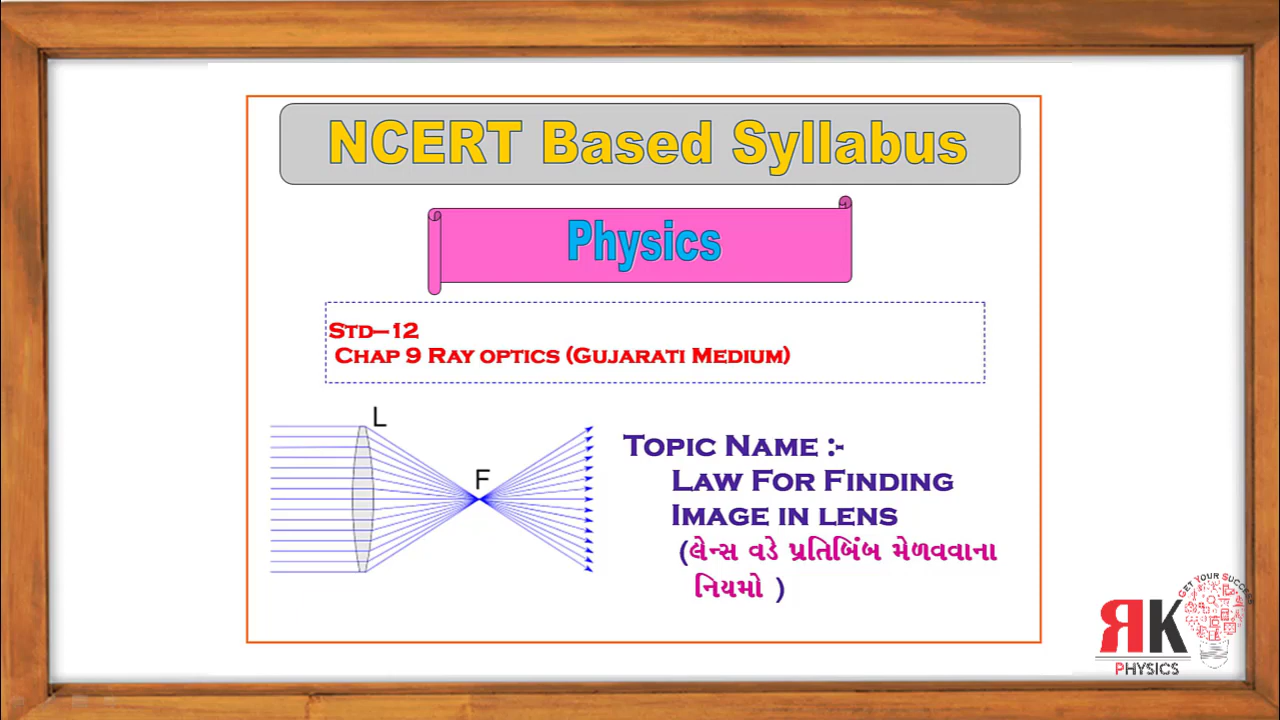 NCERT Based Syllabus
Physics
Std–12
Chap 9 Ray optics (Gujarati Medium)
L
F
Topic Name :-
Law For Finding
Image in lens
(લેન્સ વડે પ્રતિબિંબ મેળવવાના
નિયમો )
Get Your Success
RK
Physics